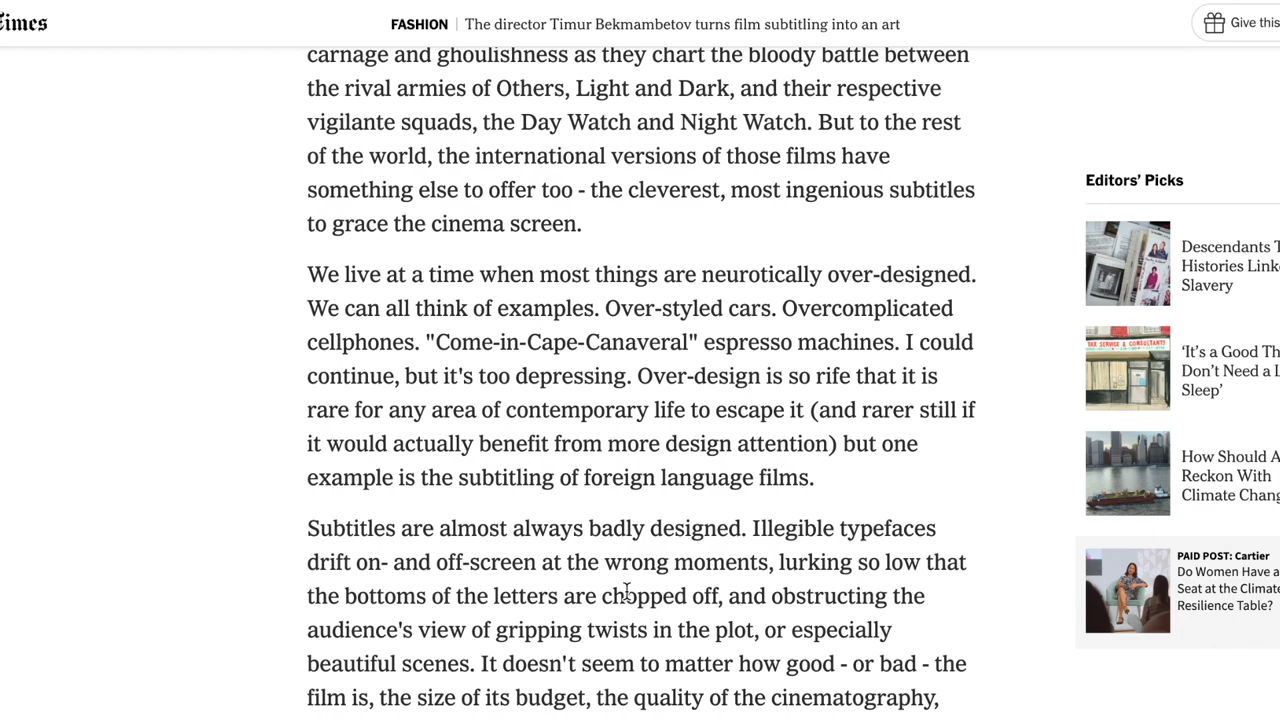 Times
FASHION | The director Timur Bekmambetov turns film subtitling into an art
Give this
carnage and ghoulishness as they chart the bloody battle between
the rival armies of Others, Light and Dark, and their respective
vigilante squads, the Day Watch and Night Watch. But to the rest
of the world, the international versions of those films have
something else to offer too - the cleverest, most ingenious subtitles
to grace the cinema screen.
We live at a time when most things are neurotically over-designed.
We can all think of examples. Over-styled cars. Overcomplicated
cellphones. "Come-in-Cape-Canaveral" espresso machines. I could
continue, but it's too depressing. Over-design is so rife that it is
rare for any area of contemporary life to escape it (and rarer still if
it would actually benefit from more design attention) but one
example is the subtitling of foreign language films.
Subtitles are almost always badly designed. Illegible typefaces
drift on- and off-screen at the wrong moments, lurking so low that
the bottoms of the letters are chopped off, and obstructing the
audience's view of gripping twists in the plot, or especially
beautiful scenes. It doesn't seem to matter how good - or bad - the
film is, the size of its budget, the quality of the cinematography,
Editors' Picks
Descendants T
Histories Link
Slavery
'It's a Good Th
Don't Need a L
Sleep'
How Should A
Reckon With
Climate Chang
PAID POST: Cartier
Do Women Have a
Seat at the Climate
Resilience Table?